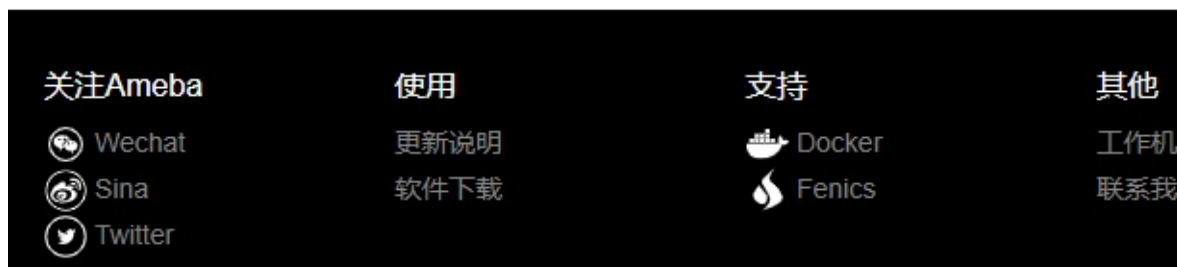 关注Ameba
Wechat
Sina
Twitter
使用
更新说明
软件下载
支持
Docker
Fenics
其他
工作机
联系我